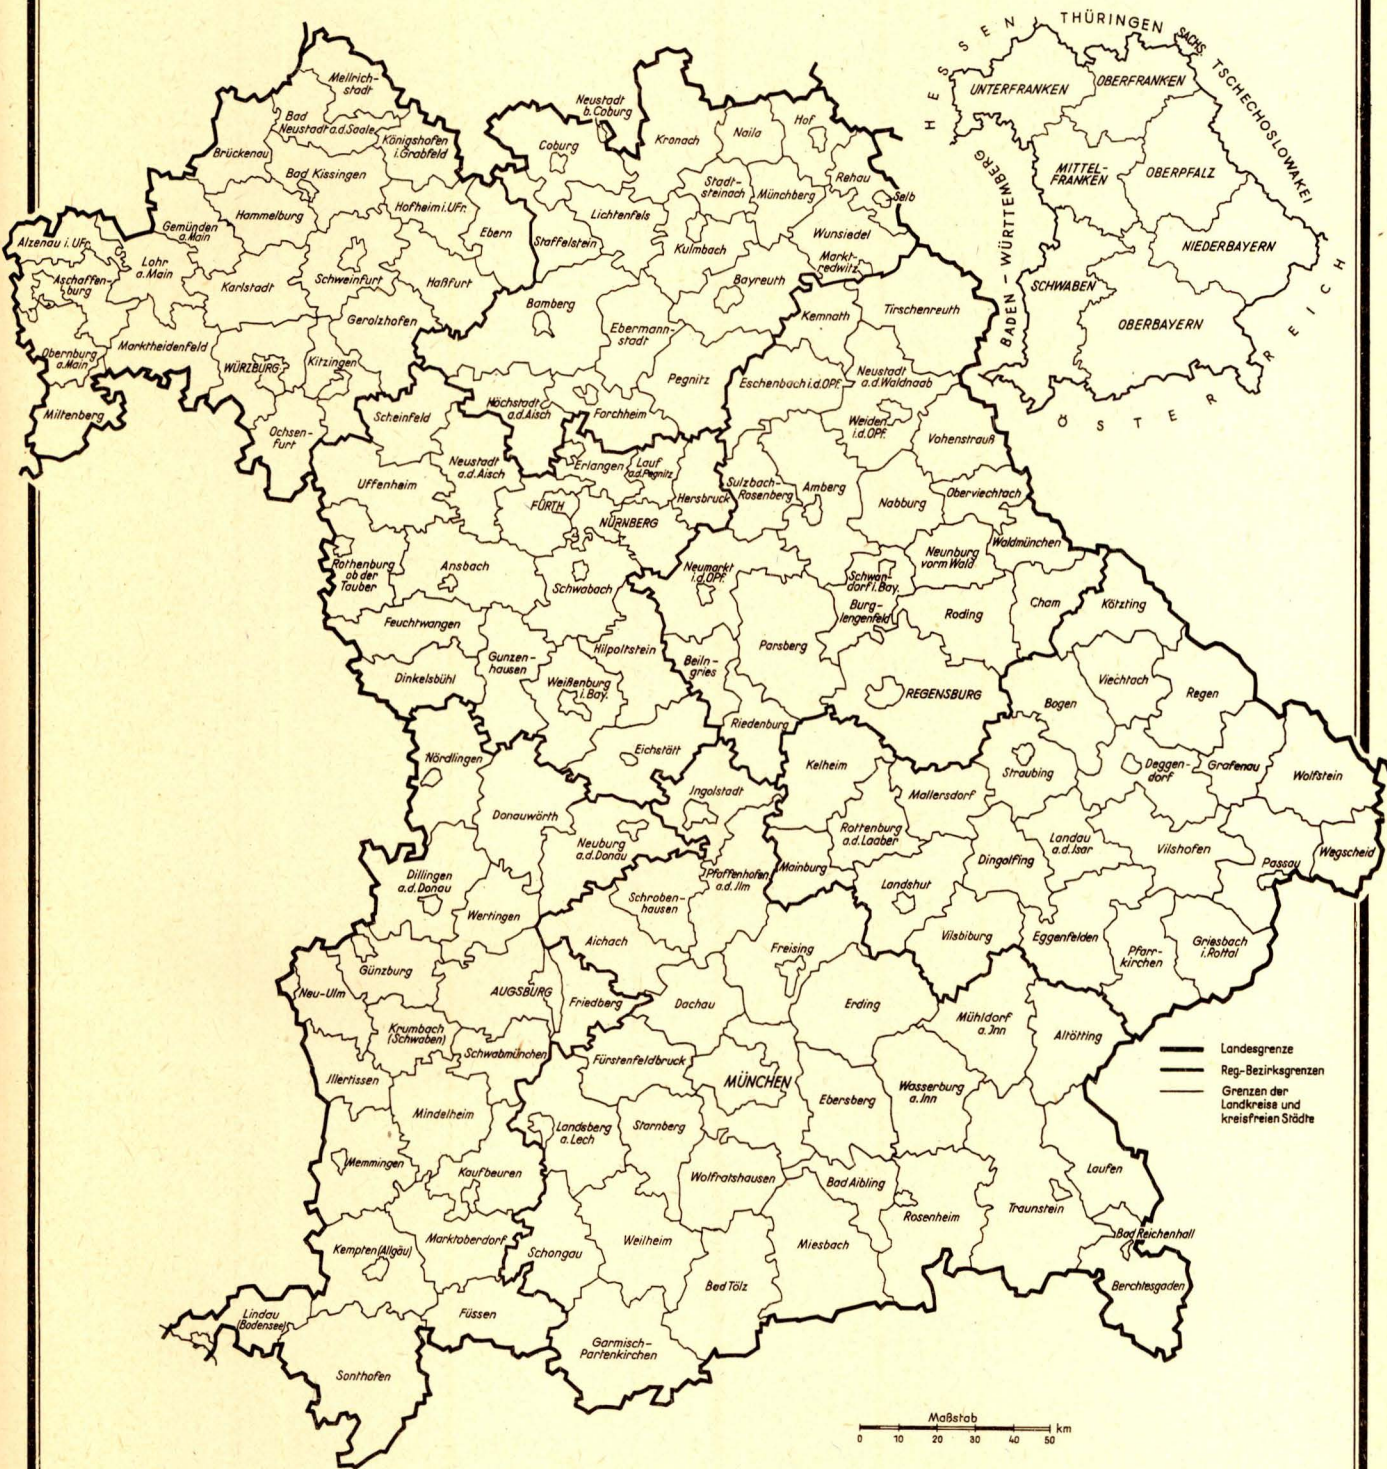 HESSEN
THÜRINGEN
SACHS.
TSCHECHOSLOWAKEI
UNTERFRANKEN
OBERFRANKEN
MITTEL-
FRANKEN
OBERPFALZ
NIEDERBAYERN
SCHWABEN
OBERBAYERN
BADEN-WÜRTTEMBERG
ÖSTERREICH
Mellrich-
stadt
Bad
Neustadt a.d.Saale
Königshofen
i.Grabfeld
Brückenau
Bad Kissingen
Neustadt
b.Coburg
Coburg
Kronach
Naila
Hof
Rehau
Selb
Stadt-
steinach
Münchberg
Hammelburg
Hofheim i.UFr.
Lichtenfels
Gemünden
a.Main
Ebern
Staffelstein
Kulmbach
Wunsiedel
Alzenau i. UFr.
Lohr
a.Main
Markt-
redwitz
Aschaffen-
burg
Karlstadt
Schweinfurt
Haßfurt
Bayreuth
Bamberg
Kemnath
Tirschenreuth
Gerolzhofen
Ebermann-
stadt
Obernburg
a.Main
Marktheidenfeld
WÜRZBURG
Kitzingen
Pegnitz
Eschenbach i.d.OPf.
Neustadt
a.d.Waldnaab
Miltenberg
Scheinfeld
Höchstadt
a.d.Aisch
Forchheim
Weiden
i.d.OPf.
Vohenstrauß
Ochsen-
furt
Neustadt
a.d.Aisch
Erlangen
Lauf
a.d.Pegnitz
Uffenheim
Hersbruck
Sulzbach-
Rosenberg
Amberg
Nabburg
Oberviechtach
FÜRTH
NÜRNBERG
Neunburg
vorm Wald
Waldmünchen
Rothenburg
ob der
Tauber
Ansbach
Schwabach
Neumarkt
i.d.OPf.
Schwan-
dorf i.Bay.
Burg-
lengenfeld
Roding
Cham
Kötzting
Feuchtwangen
Hilpoltstein
Parsberg
Dinkelsbühl
Gunzen-
hausen
Weißenburg
i.Bay.
Beiln-
gries
REGENSBURG
Viechtach
Regen
Bogen
Riedenburg
Eichstätt
Nördlingen
Kelheim
Straubing
Deggen-
dorf
Grafenau
Wolfstein
Ingolstadt
Mallersdorf
Donauwörth
Neuburg
a.d.Donau
Rottenburg
a.d.Laaber
Landau
a.d.Isar
Vilshofen
Wegscheid
Dingolfing
Passau
Mainburg
Pfaffenhofen
a.d.Ilm
Dillingen
a.d.Donau
Landshut
Schroben-
hausen
Wertingen
Aichach
Freising
Vilsbiburg
Eggenfelden
Pfarr-
kirchen
Griesbach
i.Rottal
Günzburg
Neu-Ulm
AUGSBURG
Friedberg
Dachau
Erding
Mühldorf
a.Inn
Altötting
Krumbach
(Schwaben)
Schwabmünchen
Fürstenfeldbruck
Illertissen
MÜNCHEN
Ebersberg
Wasserburg
a.Inn
Landesgrenze
Reg.-Bezirksgrenzen
Grenzen der
Landkreise und
kreisfreien Städte
Mindelheim
Landsberg
a.Lech
Starnberg
Memmingen
Kaufbeuren
Wolfratshausen
Bad Aibling
Laufen
Rosenheim
Traunstein
Marktoberdorf
Kempten (Allgäu)
Schongau
Weilheim
Miesbach
Bad Reichenhall
Bad Tölz
Berchtesgaden
Lindau
(Bodensee)
Füssen
Garmisch-
Partenkirchen
Sonthofen
Maßstab
km
0 10 20 30 40 50